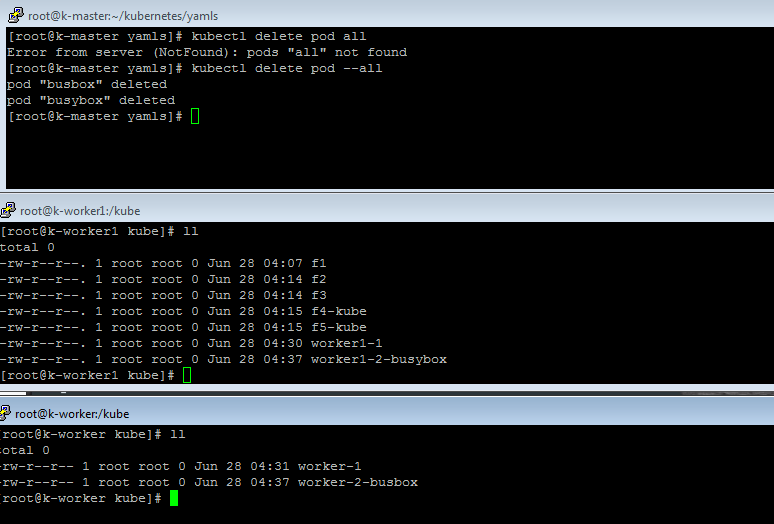 root@k-master:~/kubernetes/yamls
[root@k-master yamls]# kubectl delete pod all
Error from server (NotFound): pods "all" not found
[root@k-master yamls]# kubectl delete pod --all
pod "busbox" deleted
pod "busybox" deleted
[root@k-master yamls]#
root@k-worker1:/kube
[root@k-worker1 kube]# ll
total 0
-rw-r--r--. 1 root root 0 Jun 28 04:07 f1
-rw-r--r--. 1 root root 0 Jun 28 04:14 f2
-rw-r--r--. 1 root root 0 Jun 28 04:14 f3
-rw-r--r--. 1 root root 0 Jun 28 04:15 f4-kube
-rw-r--r--. 1 root root 0 Jun 28 04:15 f5-kube
-rw-r--r--. 1 root root 0 Jun 28 04:30 worker1-1
-rw-r--r--. 1 root root 0 Jun 28 04:37 worker1-2-busybox
[root@k-worker1 kube]#
root@k-worker:/kube
[root@k-worker kube]# ll
total 0
-rw-r--r-- 1 root root 0 Jun 28 04:31 worker-1
-rw-r--r-- 1 root root 0 Jun 28 04:37 worker-2-busbox
[root@k-worker kube]#